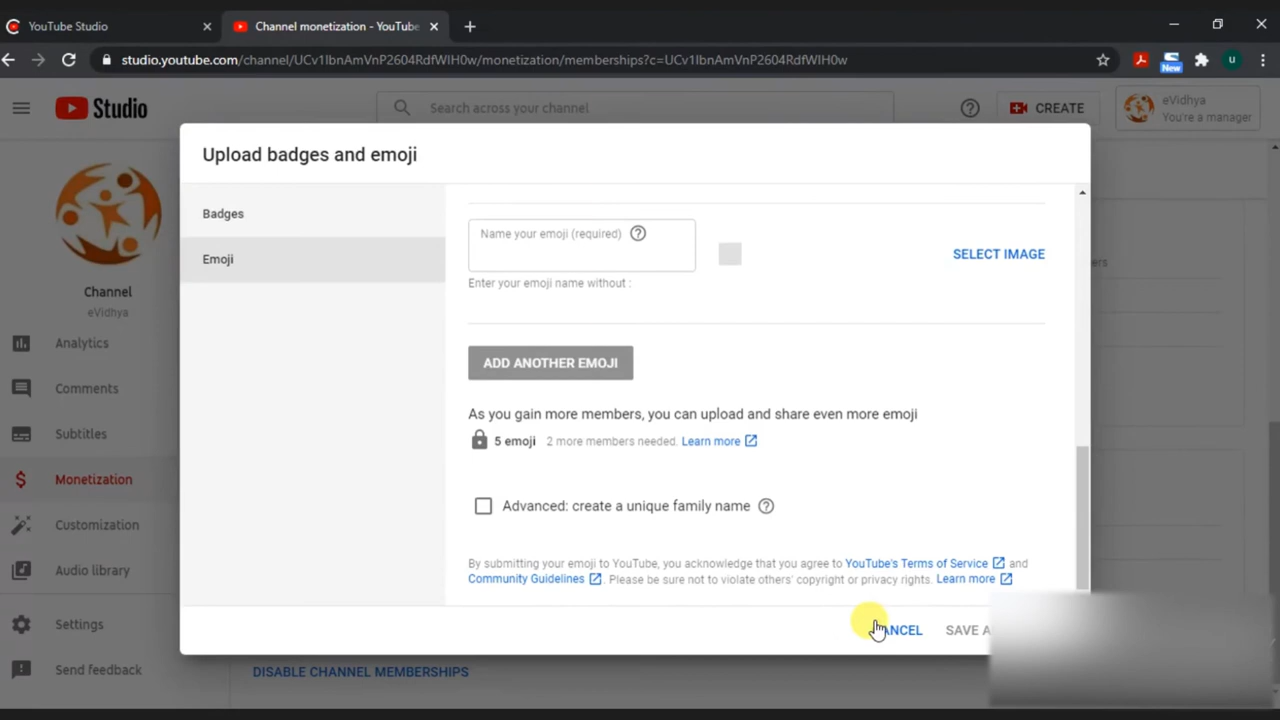 YouTube Studio
Channel monetization - YouTube
studio.youtube.com/channel/UCv1IbnAmVnP2604RdfWIH0w/monetization/memberships?c=UCv1IbnAmVnP2604RdfWIH0w
New
u
Studio
Search across your channel
CREATE
eVidhya
You're a manager
Upload badges and emoji
Badges
Emoji
Channel
eVidhya
Analytics
Comments
Subtitles
Monetization
Customization
Audio library
Settings
Send feedback
Name your emoji (required)
SELECT IMAGE
Enter your emoji name without :
ADD ANOTHER EMOJI
As you gain more members, you can upload and share even more emoji
5 emoji 2 more members needed. Learn more
Advanced: create a unique family name
By submitting your emoji to YouTube, you acknowledge that you agree to YouTube's Terms of Service and
Community Guidelines. Please be sure not to violate others' copyright or privacy rights. Learn more
CANCEL SAVE A
DISABLE CHANNEL MEMBERSHIPS